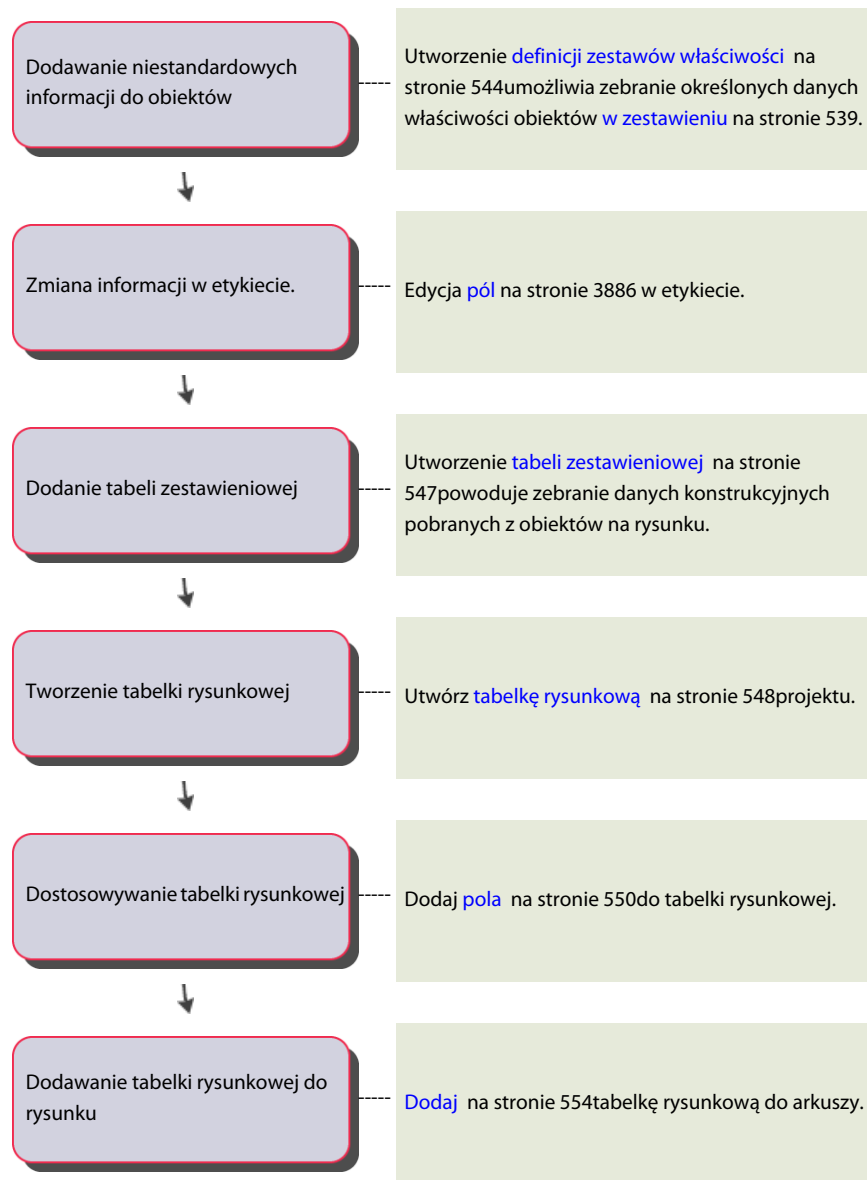 Dodawanie niestandardowych
informacji do obiektów
Utworzenie definicji zestawów właściwości na
stronie 544umożliwia zebranie określonych danych
właściwości obiektów w zestawieniu na stronie 539.
Zmiana informacji w etykiecie.
Edycja pól na stronie 3886 w etykiecie.
Dodanie tabeli zestawieniowej
Utworzenie tabeli zestawieniowej na stronie
547powoduje zebranie danych konstrukcyjnych
pobranych z obiektów na rysunku.
Tworzenie tabelki rysunkowej
Utwórz tabelkę rysunkową na stronie 548projektu.
Dostosowywanie tabelki rysunkowej
Dodaj pola na stronie 550do tabelki rysunkowej.
Dodawanie tabelki rysunkowej do
rysunku
Dodaj na stronie 554tabelkę rysunkową do arkuszy.